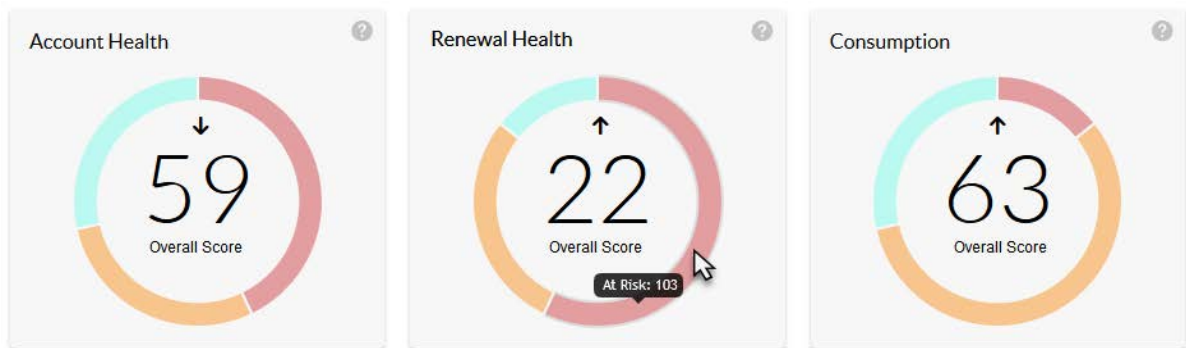 Account Health
?
↓
59
Overall Score
Renewal Health
?
↑
22
Overall Score
At Risk: 103
Consumption
?
↑
63
Overall Score